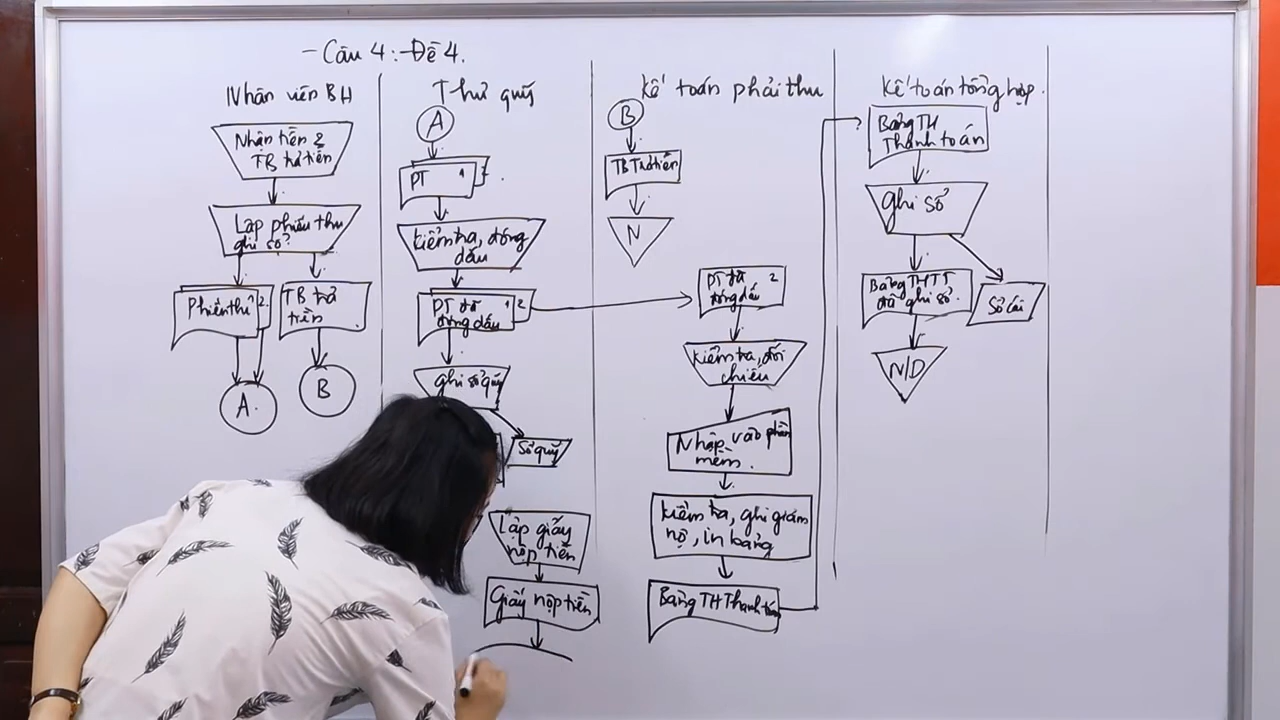 - Câu 4: Đề 4.
Nhân viên BH
Nhận tiền &
TB trả tiền
Lập phiếu thu
ghi sổ
Phiếu thu 2
TB trả
tiền
A
B
Thủ quỹ
A
PT 1 2
Kiểm tra, đóng
dấu
PT đã 1 2
đóng dấu
Ghi sổ quỹ
Sổ quỹ
Lập giấy
nộp tiền
Giấy nộp tiền
Kế toán phải thu
B
TB Trả tiền
N
PT đã 2
đóng dấu
Kiểm tra, đối
chiếu
Nhập vào phần
mềm.
Kiểm tra, ghi giảm
nợ, in bảng
Bảng TH Thanh toán
Kế toán tổng hợp.
Bảng TH
Thanh toán
Ghi sổ
Bảng THTT
đã ghi sổ.
Sổ cái
N/D